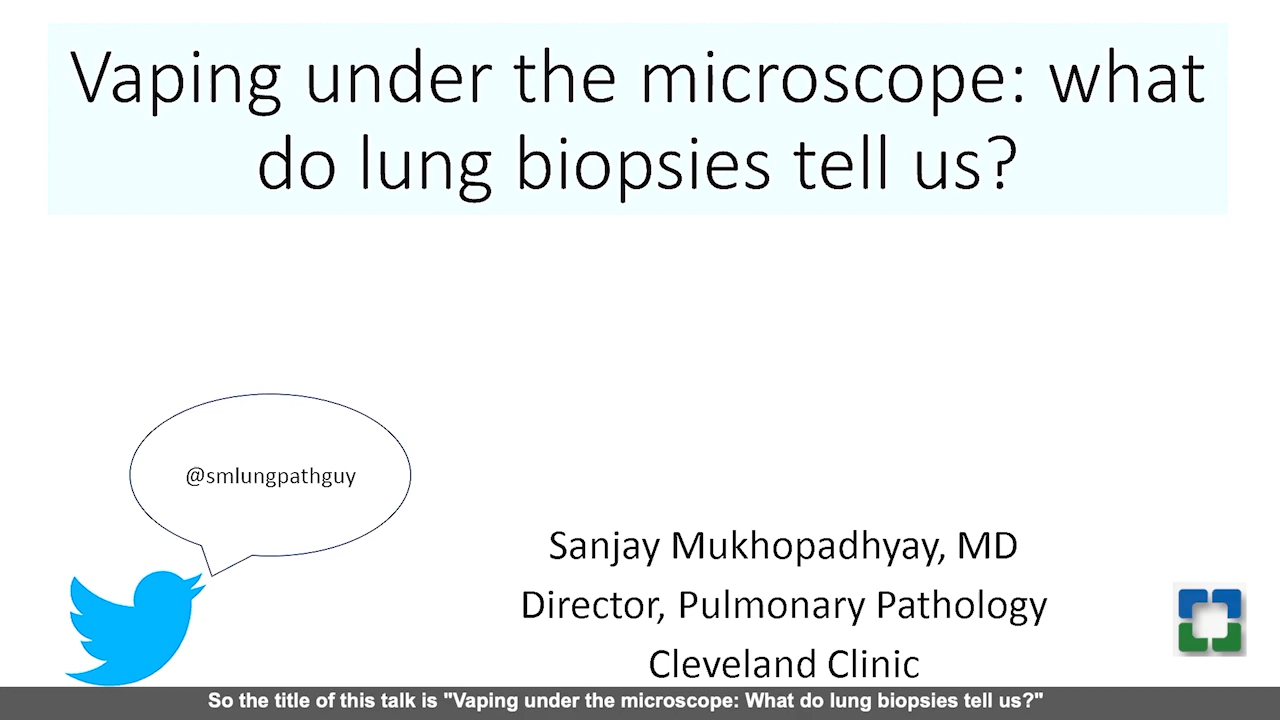 Vaping under the microscope: what
do lung biopsies tell us?
@smlungpathguy
Sanjay Mukhopadhyay, MD
Director, Pulmonary Pathology
Cleveland Clinic
So the title of this talk is "Vaping under the microscope: What do lung biopsies tell us?"